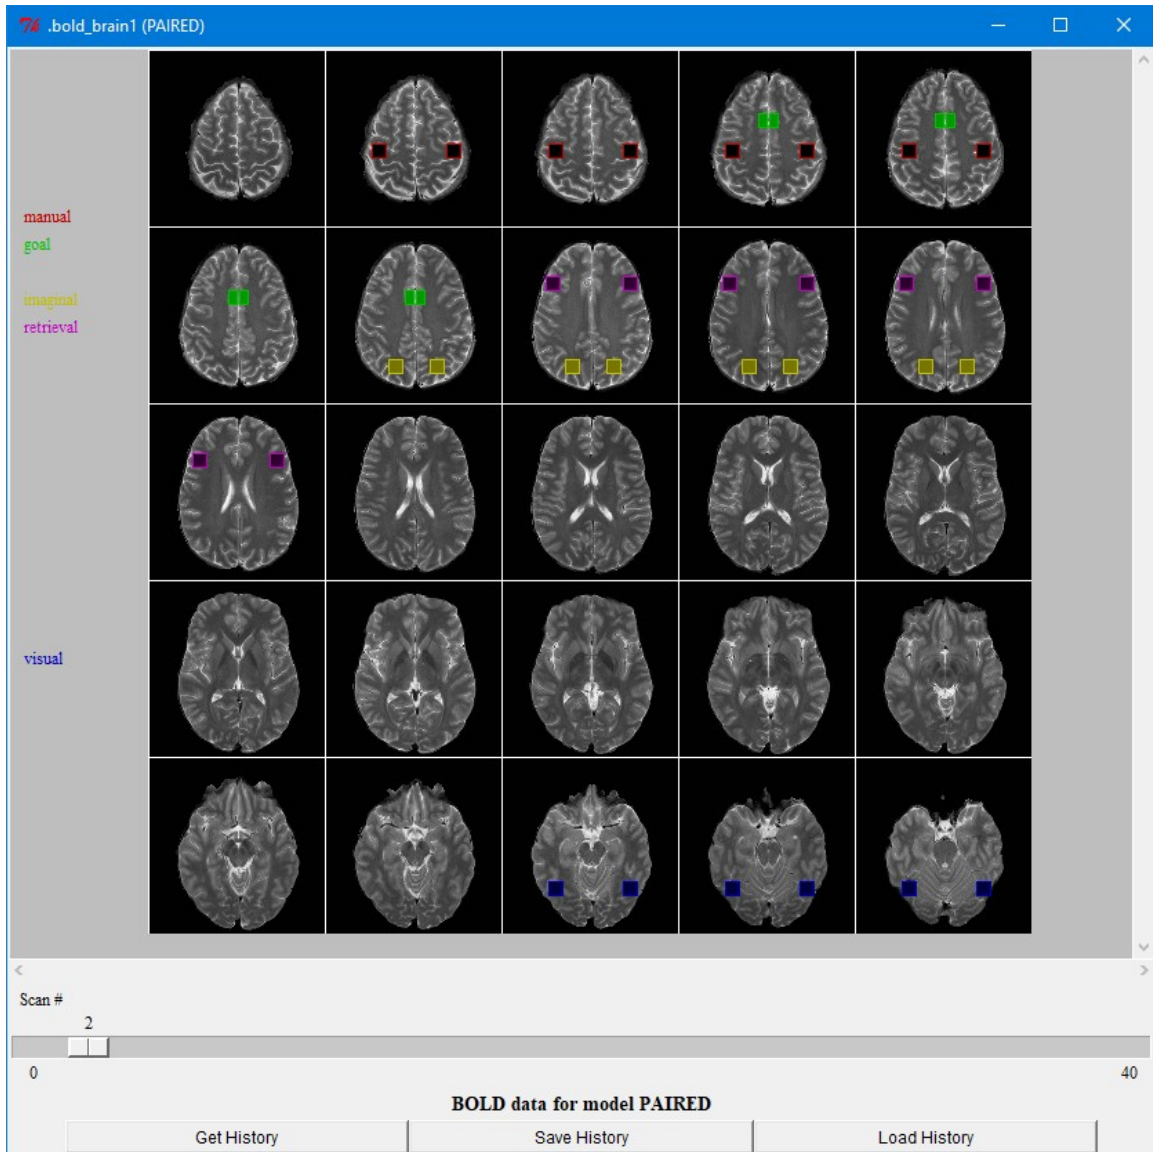 .bold_brain1 (PAIRED)
manual
goal
imaginal
retrieval
visual
Scan #
2
0
40
BOLD data for model PAIRED
Get History
Save History
Load History